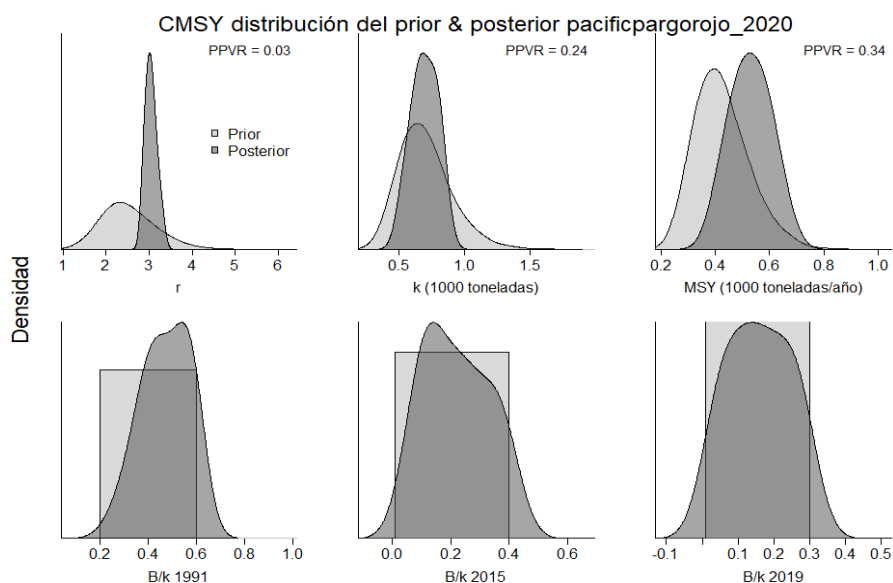 CMSY distribución del prior & posterior pacificpargorojo_2020
PPVR = 0.03
Prior
Posterior
1 2 3 4 5 6
r
PPVR = 0.24
0.5 1.0 1.5
k (1000 toneladas)
PPVR = 0.34
0.2 0.4 0.6 0.8 1.0
MSY (1000 toneladas/año)
Densidad
0.2 0.4 0.6 0.8 1.0
B/k 1991
0.0 0.2 0.4 0.6
B/k 2015
-0.1 0.1 0.2 0.3 0.5
B/k 2019